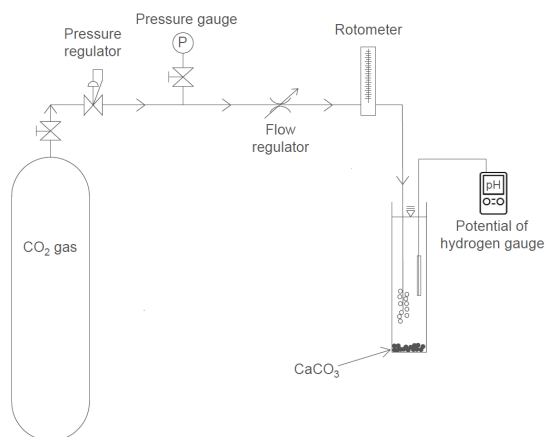 Pressure gauge
Pressure
regulator
P
Rotometer
Flow
regulator
pH
Potential of
hydrogen gauge
CO₂ gas
CaCO₃